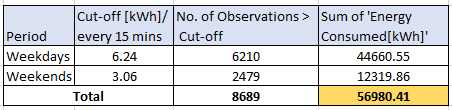 Period Cut-off [kWh]/ every 15 mins No. of Observations > Cut-off Sum of 'Energy Consumed[kWh]'
Weekdays 6.24 6210 44660.55
Weekends 3.06 2479 12319.86
Total 8689 56980.41